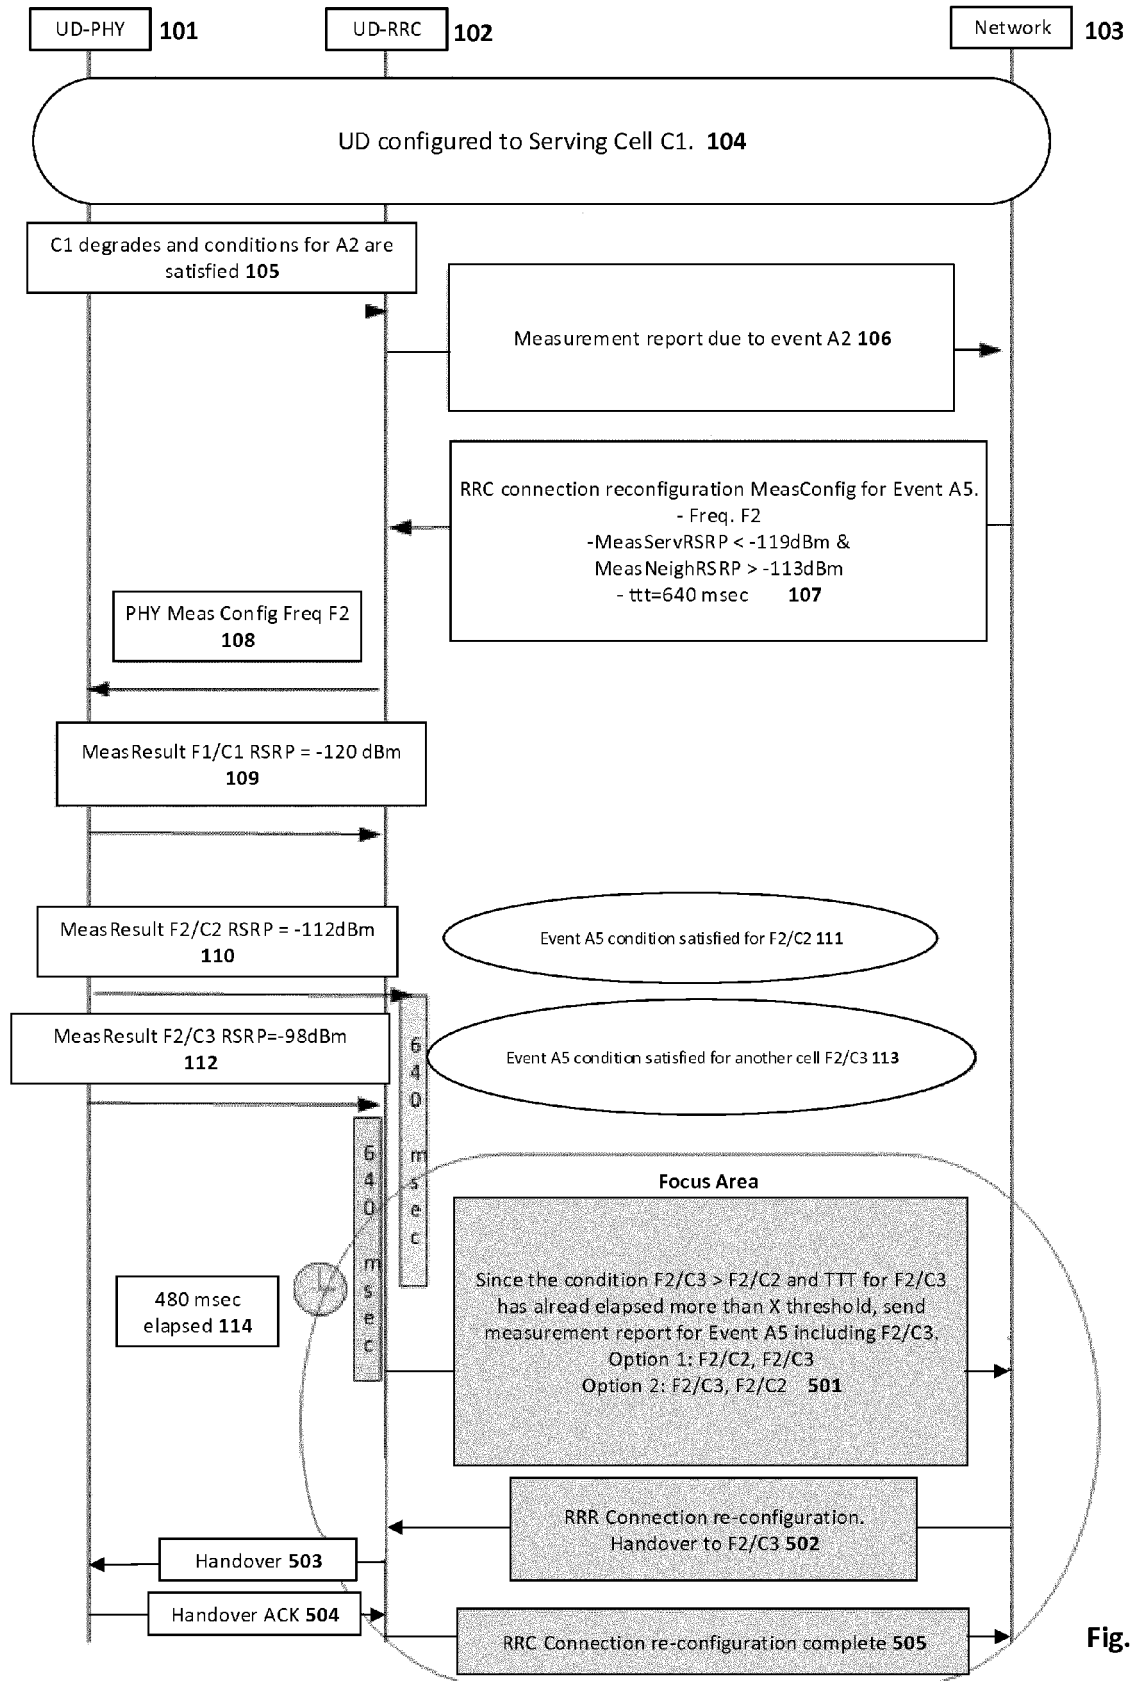 UD-PHY 101
UD-RRC 102
Network 103
UD configured to Serving Cell C1. 104
C1 degrades and conditions for A2 are
satisfied 105
Measurement report due to event A2 106
RRC connection reconfiguration MeasConfig for Event A5.
- Freq. F2
-MeasServRSRP < -119dBm &
MeasNeighRSRP > -113dBm
- ttt=640 msec 107
PHY Meas Config Freq F2
108
MeasResult F1/C1 RSRP = -120 dBm
109
MeasResult F2/C2 RSRP = -112dBm
110
Event A5 condition satisfied for F2/C2 111
MeasResult F2/C3 RSRP=-98dBm
112
Event A5 condition satisfied for another cell F2/C3 113
640 msec
640 msec
Focus Area
Since the condition F2/C3 > F2/C2 and TTT for F2/C3
has alread elapsed more than X threshold, send
measurement report for Event A5 including F2/C3.
Option 1: F2/C2, F2/C3
Option 2: F2/C3, F2/C2 501
480 msec
elapsed 114
RRR Connection re-configuration.
Handover to F2/C3 502
Handover 503
Handover ACK 504
RRC Connection re-configuration complete 505
Fig.